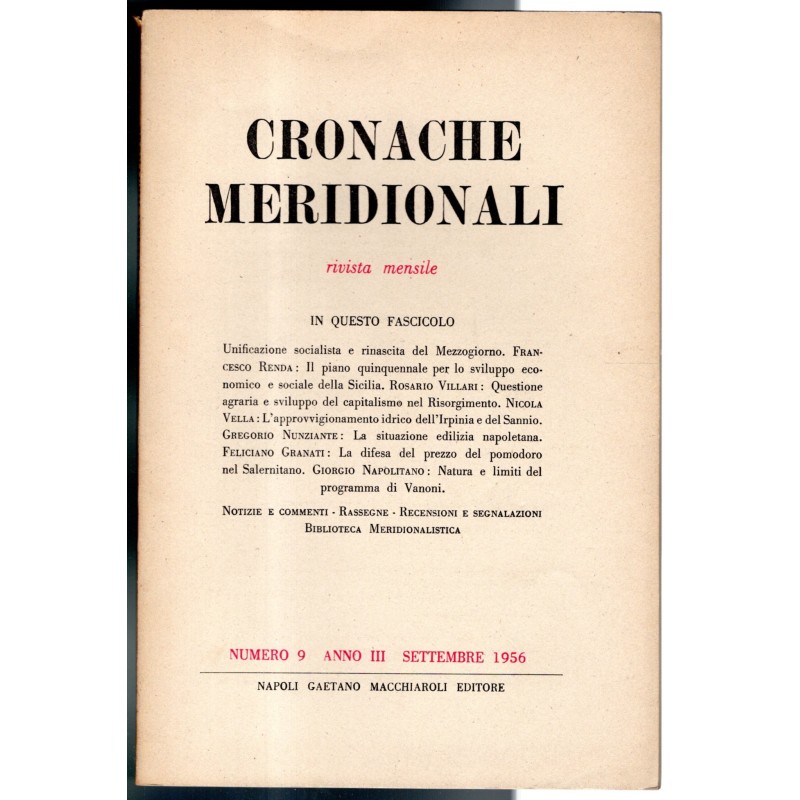 CRONACHE
MERIDIONALI
rivista mensile
IN QUESTO FASCICOLO
Unificazione socialista e rinascita del Mezzogiorno. FRAN-
CESCO RENDA: Il piano quinquennale per lo sviluppo eco-
nomico e sociale della Sicilia. ROSARIO VILLARI: Questione
agraria e sviluppo del capitalismo nel Risorgimento. NICOLA
VELLA: L'approvvigionamento idrico dell'Irpinia e del Sannio.
GREGORIO NUNZIANTE: La situazione edilizia napoletana.
FELICIANO GRANATI: La difesa del prezzo del pomodoro
nel Salernitano. GIORGIO NAPOLITANO: Natura e limiti del
programma di Vanoni.
NOTIZIE E COMMENTI - RASSEGNE - RECENSIONI E SEGNALAZIONI
BIBLIOTECA MERIDIONALISTICA
NUMERO 9 ANNO III SETTEMBRE 1956
NAPOLI GAETANO MACCHIAROLI EDITORE